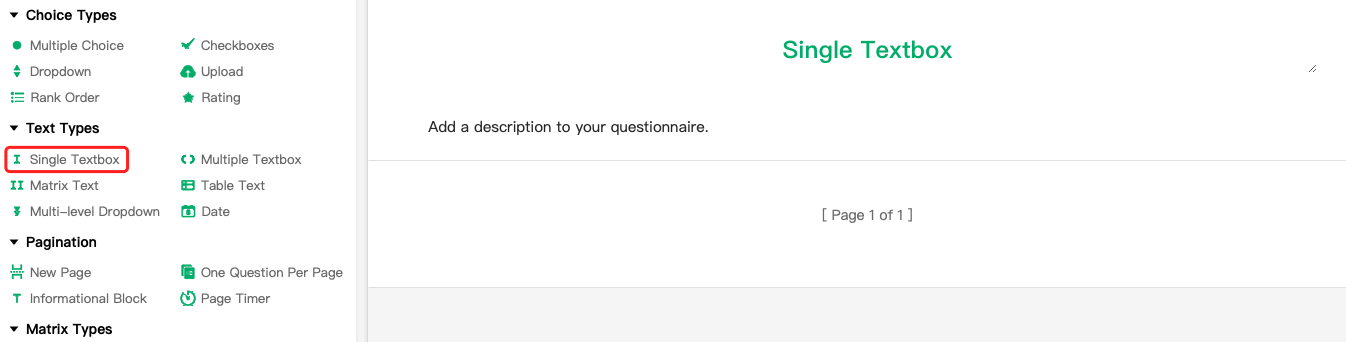 Choice Types
Multiple Choice
Checkboxes
Dropdown
Upload
Rank Order
Rating
Text Types
Single Textbox
Multiple Textbox
Matrix Text
Table Text
Multi-level Dropdown
Date
Pagination
New Page
One Question Per Page
Informational Block
Page Timer
Matrix Types
Single Textbox
Add a description to your questionnaire.
[ Page 1 of 1 ]